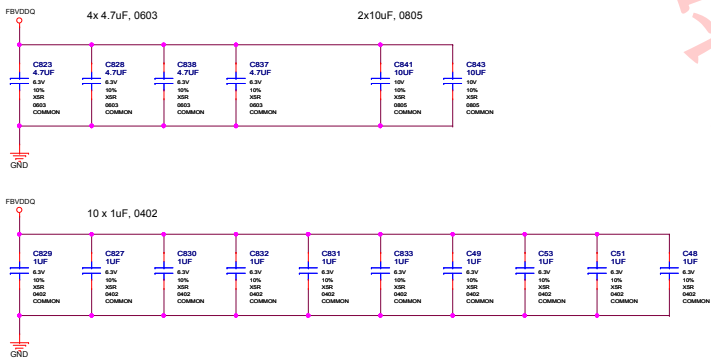 FBVDDQ
4x 4.7uF, 0603
2x10uF, 0805
C823
4.7UF
6.3V
10%
X5R
0603
COMMON
C828
4.7UF
6.3V
10%
X5R
0603
COMMON
C838
4.7UF
6.3V
10%
X5R
0603
COMMON
C837
4.7UF
6.3V
10%
X5R
0603
COMMON
C841
10UF
10V
10%
X5R
0805
COMMON
C843
10UF
10V
10%
X5R
0805
COMMON
GND
FBVDDQ
10 x 1uF, 0402
C829
1UF
6.3V
10%
X5R
0402
COMMON
C827
1UF
6.3V
10%
X5R
0402
COMMON
C830
1UF
6.3V
10%
X5R
0402
COMMON
C832
1UF
6.3V
10%
X5R
0402
COMMON
C831
1UF
6.3V
10%
X5R
0402
COMMON
C833
1UF
6.3V
10%
X5R
0402
COMMON
C49
1UF
6.3V
10%
X5R
0402
COMMON
C53
1UF
6.3V
10%
X5R
0402
COMMON
C51
1UF
6.3V
10%
X5R
0402
COMMON
C48
1UF
6.3V
10%
X5R
0402
COMMON
GND